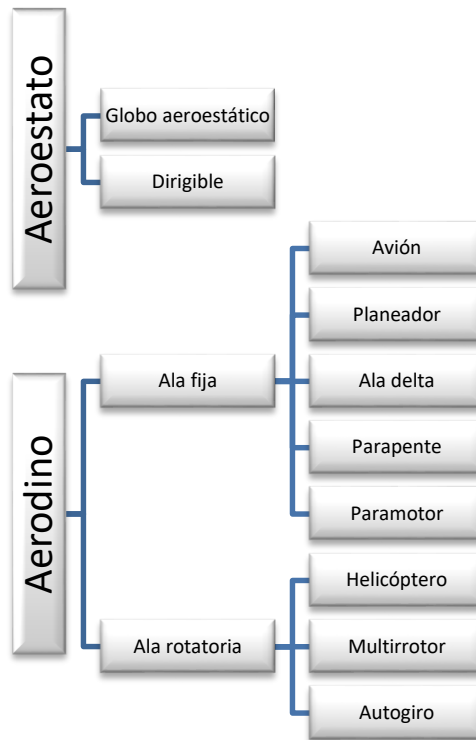 Aeroestato
Globo aeroestático
Dirigible
Aerodino
Ala fija
Avión
Planeador
Ala delta
Parapente
Paramotor
Ala rotatoria
Helicóptero
Multirrotor
Autogiro